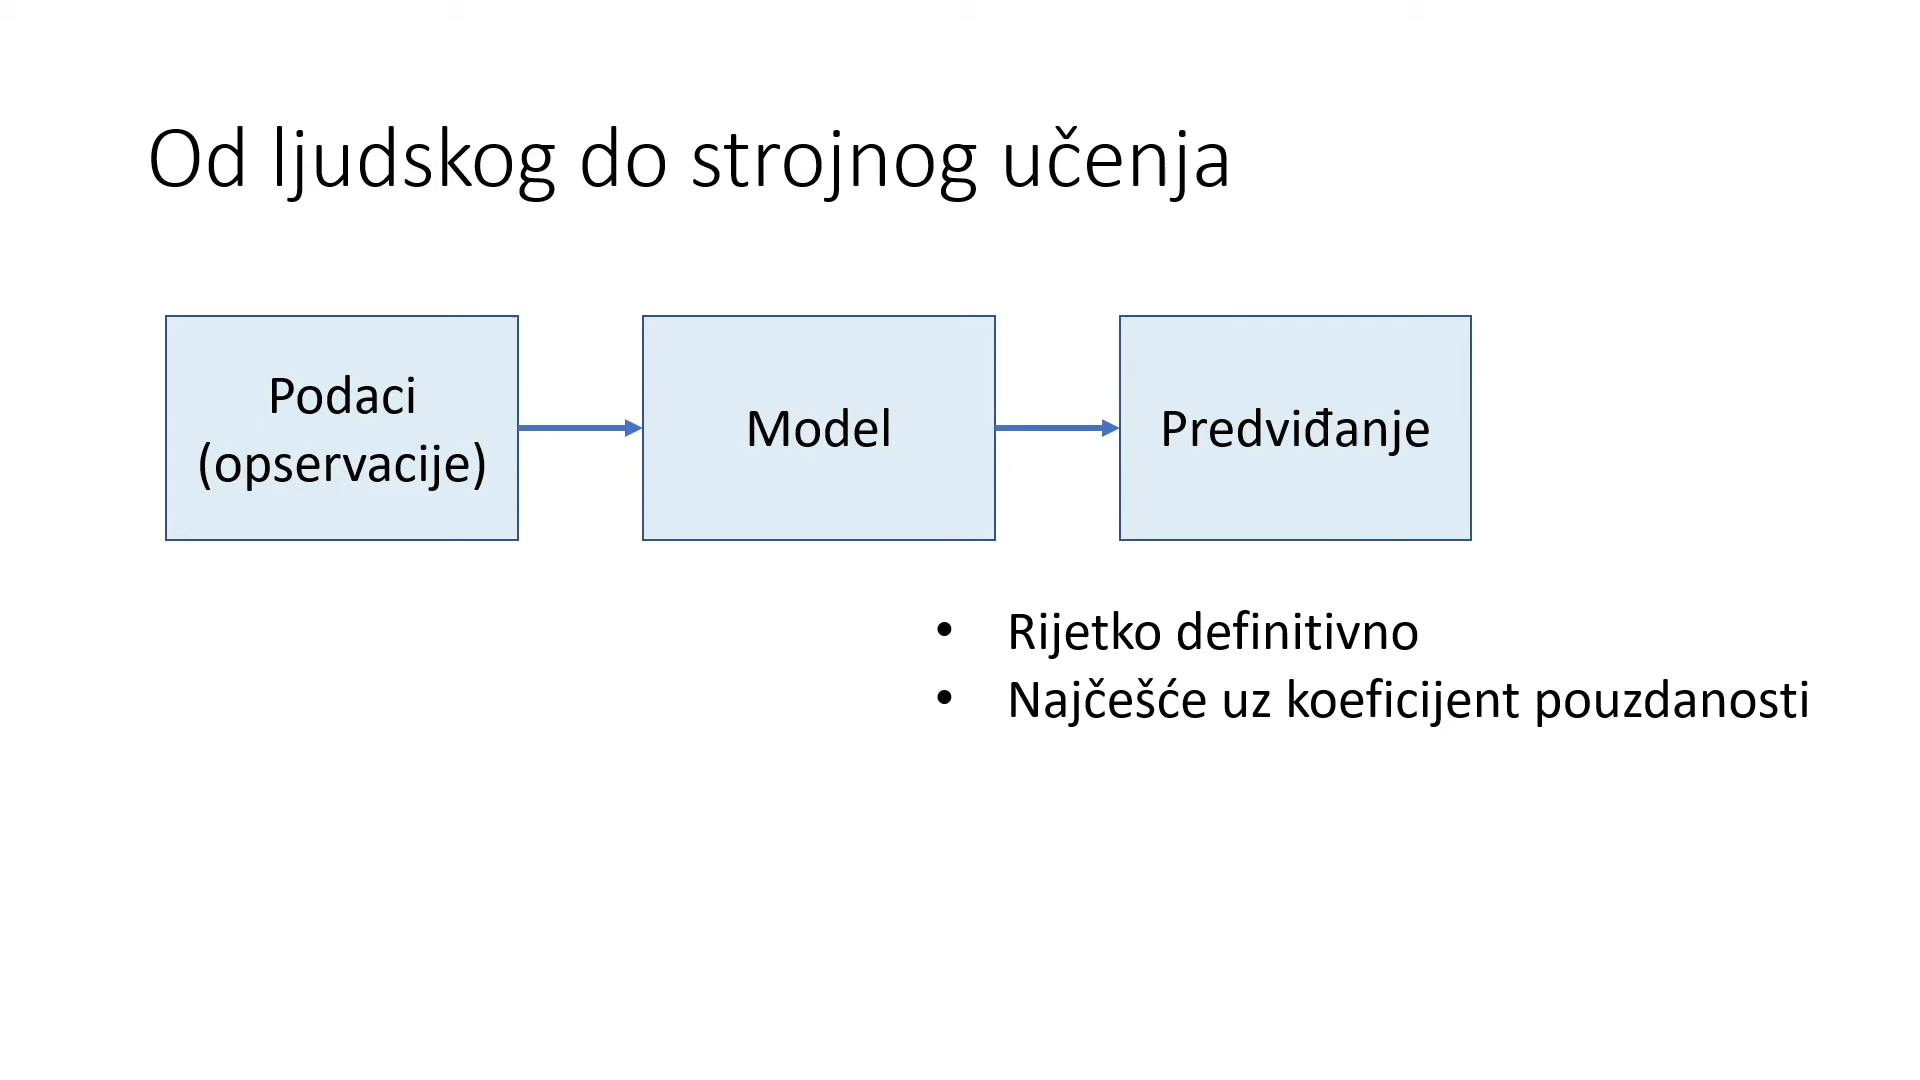 Od ljudskog do strojnog učenja
Podaci
(opservacije)
Model
Predviđanje
• Rijetko definitivno
• Najčešće uz koeficijent pouzdanosti